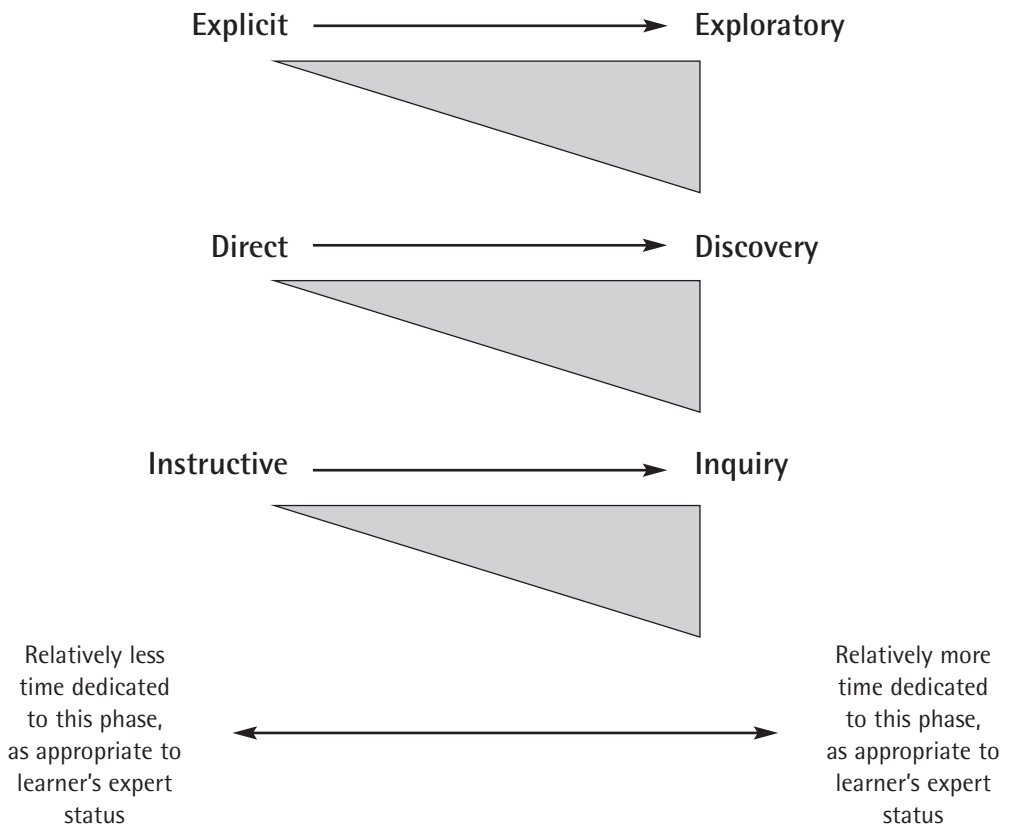 Explicit Exploratory
Direct Discovery
Instructive Inquiry
Relatively less
time dedicated
to this phase,
as appropriate to
learner's expert
status
Relatively more
time dedicated
to this phase,
as appropriate to
learner's expert
status